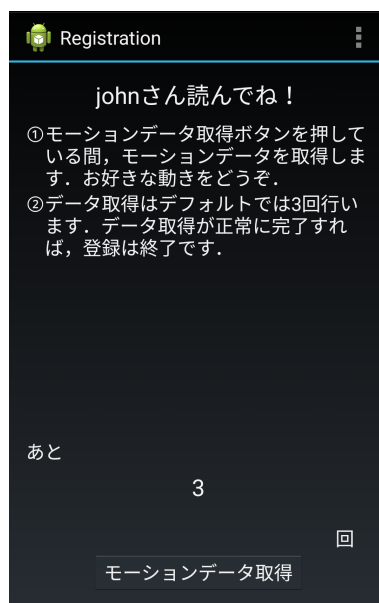 Registration
johnさん読んでね！
①モーションデータ取得ボタンを押して
いる間，モーションデータを取得しま
す．お好きな動きをどうぞ．
②データ取得はデフォルトでは3回行い
ます．データ取得が正常に完了すれ
ば，登録は終了です．
あと
3
回
モーションデータ取得